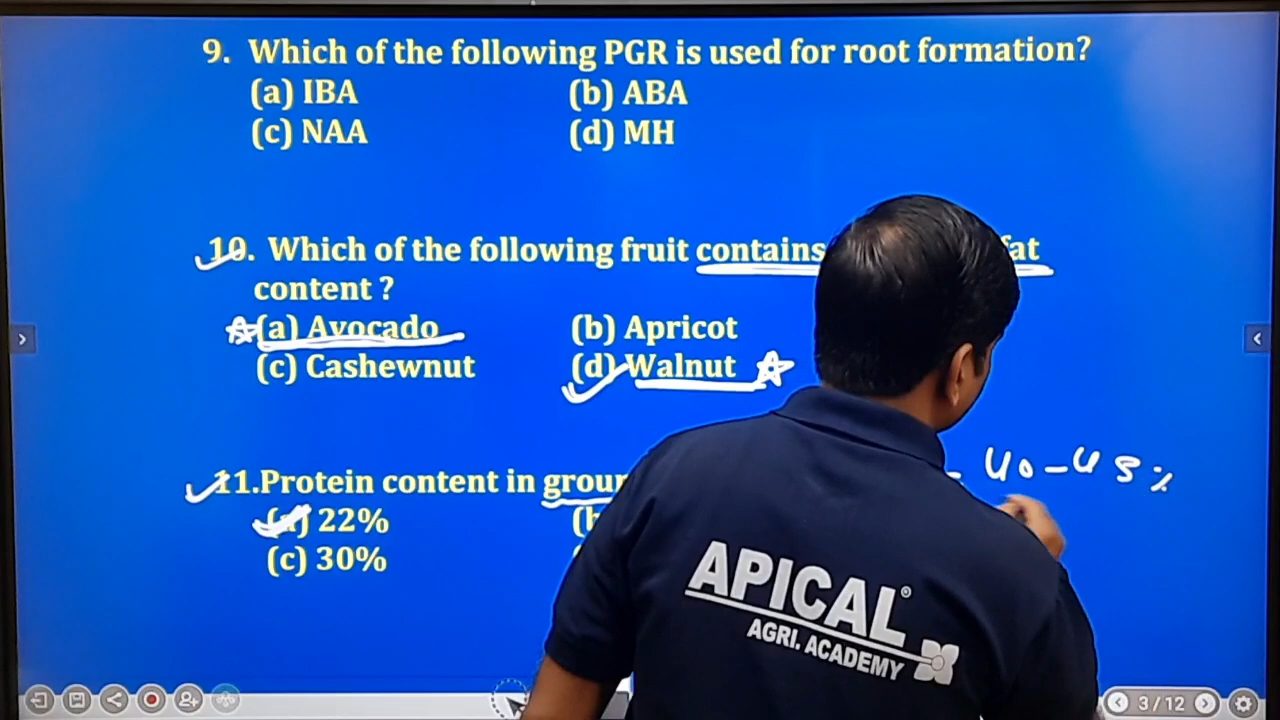 9. Which of the following PGR is used for root formation?
(a) IBA (b) ABA
(c) NAA (d) MH
10. Which of the following fruit contains fat
content ?
(a) Avocado (b) Apricot
(c) Cashewnut (d) Walnut
- 40-45%
11.Protein content in
(a) 22%
(c) 30%
APICAL®
AGRI. ACADEMY
3/12